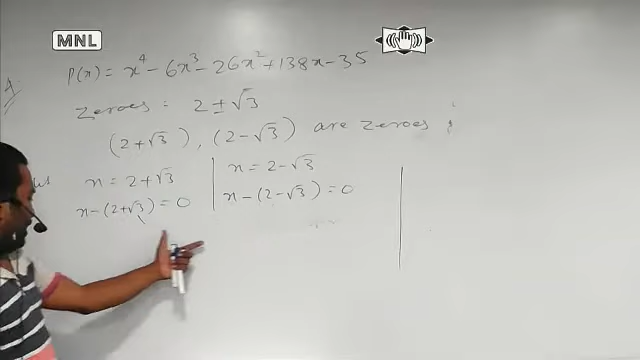 MNL
4.
P(x) = x⁴ - 6x³ - 26x² + 138x - 35
Zeroes: 2 ± √3
(2+√3), (2-√3) are zeroes
x = 2+√3
x = 2-√3
x-(2+√3) = 0
x-(2-√3) = 0